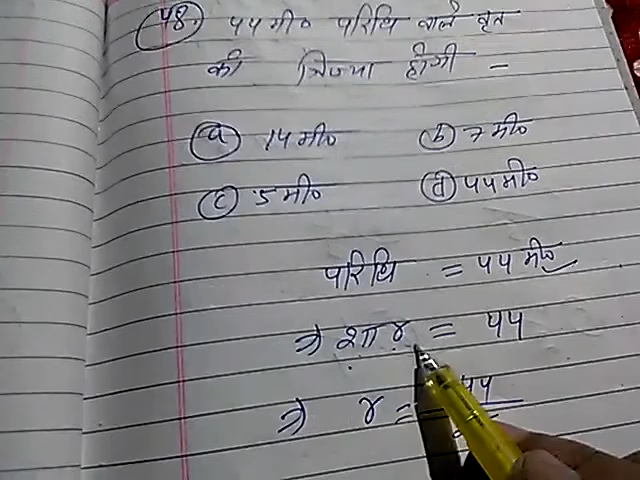 48. 44 मी० परिधि वाले वृत
की त्रिज्या होगी –
(a) 14 मी० (b) 7 मी०
(c) 5 मी० (d) 44 मी०
परिधि = 44 मी०
⇒ 2πr = 44
⇒ r = 44